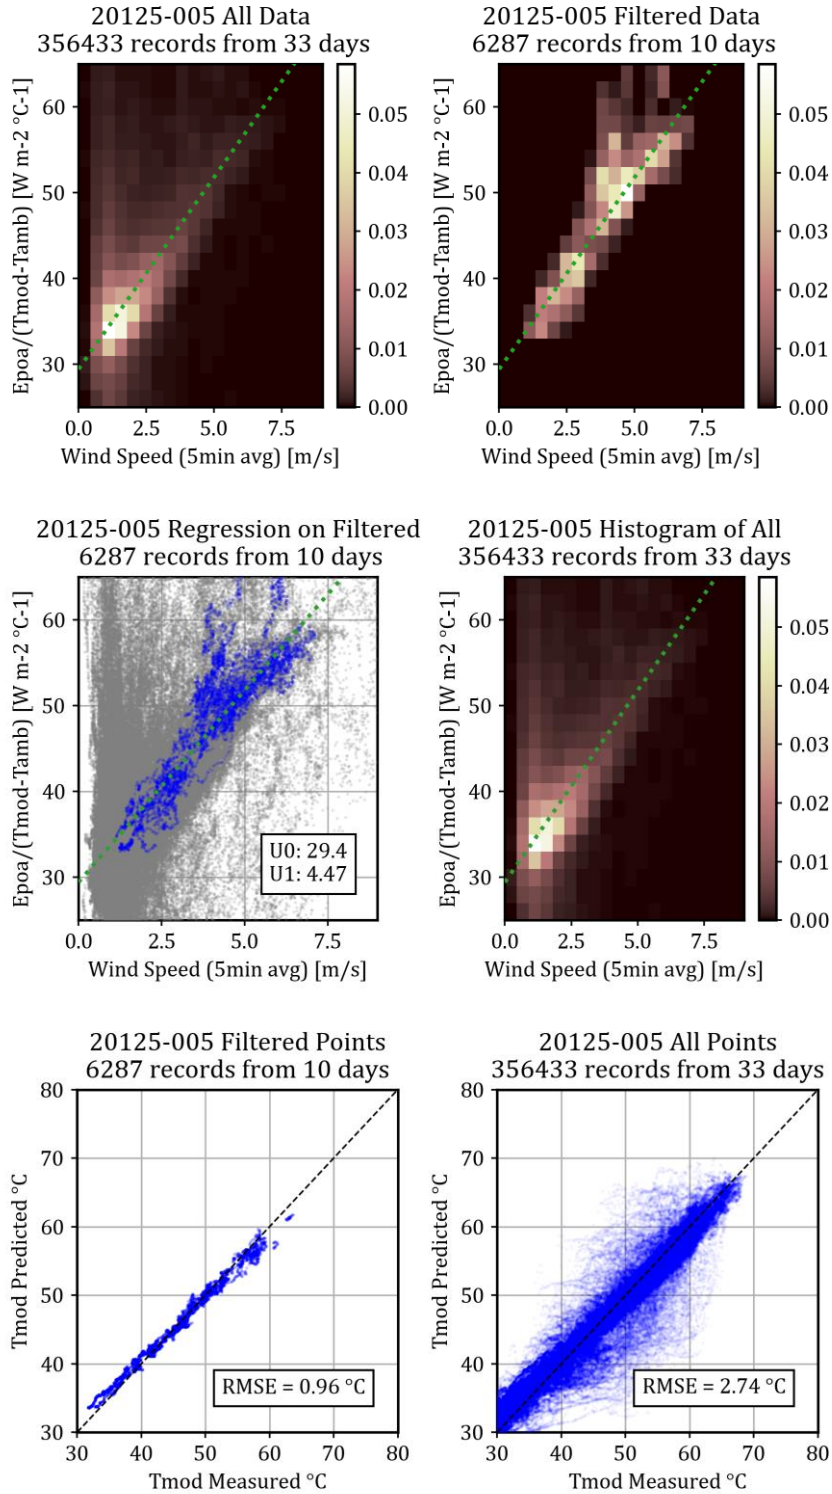 20125-005 All Data
356433 records from 33 days
Epoa/(Tmod-Tamb) [W m-2 °C-1]
60
50
40
30
0.0 2.5 5.0 7.5
Wind Speed (5min avg) [m/s]
0.05
0.04
0.03
0.02
0.01
0.00
20125-005 Filtered Data
6287 records from 10 days
Epoa/(Tmod-Tamb) [W m-2 °C-1]
60
50
40
30
0.0 2.5 5.0 7.5
Wind Speed (5min avg) [m/s]
0.05
0.04
0.03
0.02
0.01
0.00
20125-005 Regression on Filtered
6287 records from 10 days
Epoa/(Tmod-Tamb) [W m-2 °C-1]
60
50
40
30
U0: 29.4
U1: 4.47
0.0 2.5 5.0 7.5
Wind Speed (5min avg) [m/s]
20125-005 Histogram of All
356433 records from 33 days
Epoa/(Tmod-Tamb) [W m-2 °C-1]
60
50
40
30
0.0 2.5 5.0 7.5
Wind Speed (5min avg) [m/s]
0.05
0.04
0.03
0.02
0.01
0.00
20125-005 Filtered Points
6287 records from 10 days
Tmod Predicted °C
80
70
60
50
40
30
RMSE = 0.96 °C
30 40 50 60 70 80
Tmod Measured °C
20125-005 All Points
356433 records from 33 days
Tmod Predicted °C
80
70
60
50
40
30
RMSE = 2.74 °C
30 40 50 60 70 80
Tmod Measured °C